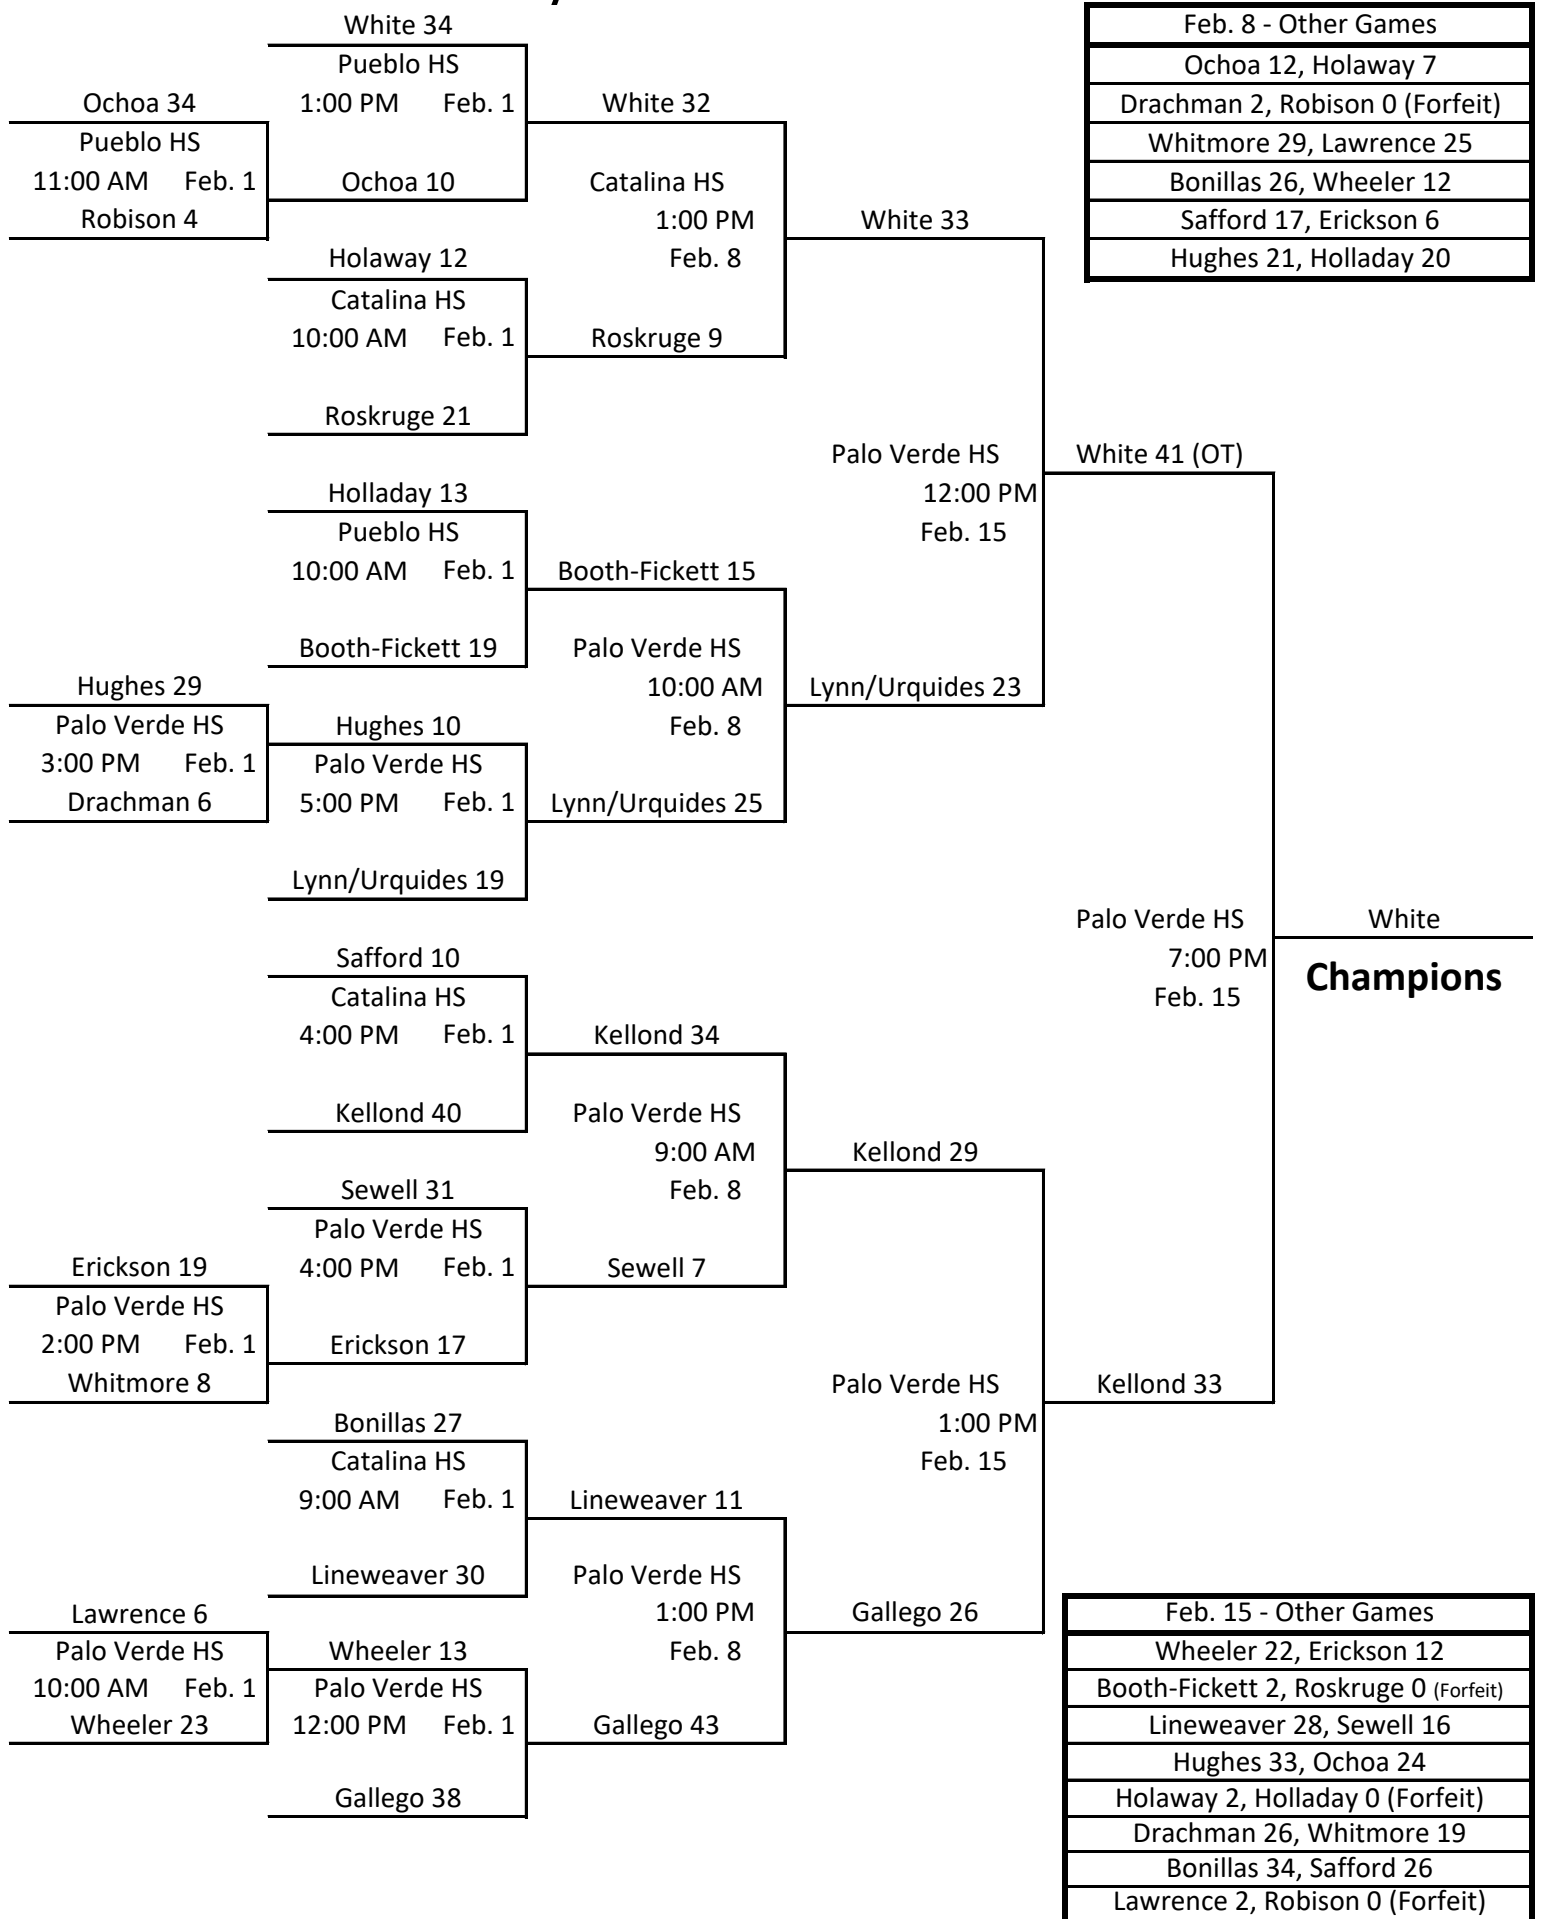 White 34
Feb. 8 - Other Games
Pueblo HS
Ochoa 12, Holaway 7
Ochoa 34
1:00 PM Feb. 1
White 32
Drachman 2, Robison 0 (Forfeit)
Pueblo HS
Whitmore 29, Lawrence 25
11:00 AM Feb. 1
Ochoa 10
Catalina HS
Bonillas 26, Wheeler 12
Robison 4
1:00 PM
White 33
Safford 17, Erickson 6
Holaway 12
Feb. 8
Hughes 21, Holladay 20
Catalina HS
10:00 AM Feb. 1
Roskruge 9
Roskruge 21
Palo Verde HS
White 41 (OT)
Holladay 13
12:00 PM
Pueblo HS
Feb. 15
10:00 AM Feb. 1
Booth-Fickett 15
Booth-Fickett 19
Palo Verde HS
Hughes 29
10:00 AM
Lynn/Urquides 23
Palo Verde HS
Hughes 10
Feb. 8
3:00 PM Feb. 1
Palo Verde HS
Drachman 6
5:00 PM Feb. 1
Lynn/Urquides 25
Lynn/Urquides 19
Palo Verde HS
White
Safford 10
7:00 PM
Champions
Catalina HS
Feb. 15
4:00 PM Feb. 1
Kellond 34
Kellond 40
Palo Verde HS
9:00 AM
Kellond 29
Sewell 31
Feb. 8
Palo Verde HS
Erickson 19
4:00 PM Feb. 1
Sewell 7
Palo Verde HS
2:00 PM Feb. 1
Erickson 17
Whitmore 8
Palo Verde HS
Kellond 33
Bonillas 27
1:00 PM
Catalina HS
Feb. 15
9:00 AM Feb. 1
Lineweaver 11
Lineweaver 30
Palo Verde HS
Lawrence 6
1:00 PM
Gallego 26
Feb. 15 - Other Games
Palo Verde HS
Wheeler 13
Feb. 8
Wheeler 22, Erickson 12
10:00 AM Feb. 1
Palo Verde HS
Booth-Fickett 2, Roskruge 0 (Forfeit)
Wheeler 23
12:00 PM Feb. 1
Gallego 43
Lineweaver 28, Sewell 16
Hughes 33, Ochoa 24
Gallego 38
Holaway 2, Holladay 0 (Forfeit)
Drachman 26, Whitmore 19
Bonillas 34, Safford 26
Lawrence 2, Robison 0 (Forfeit)